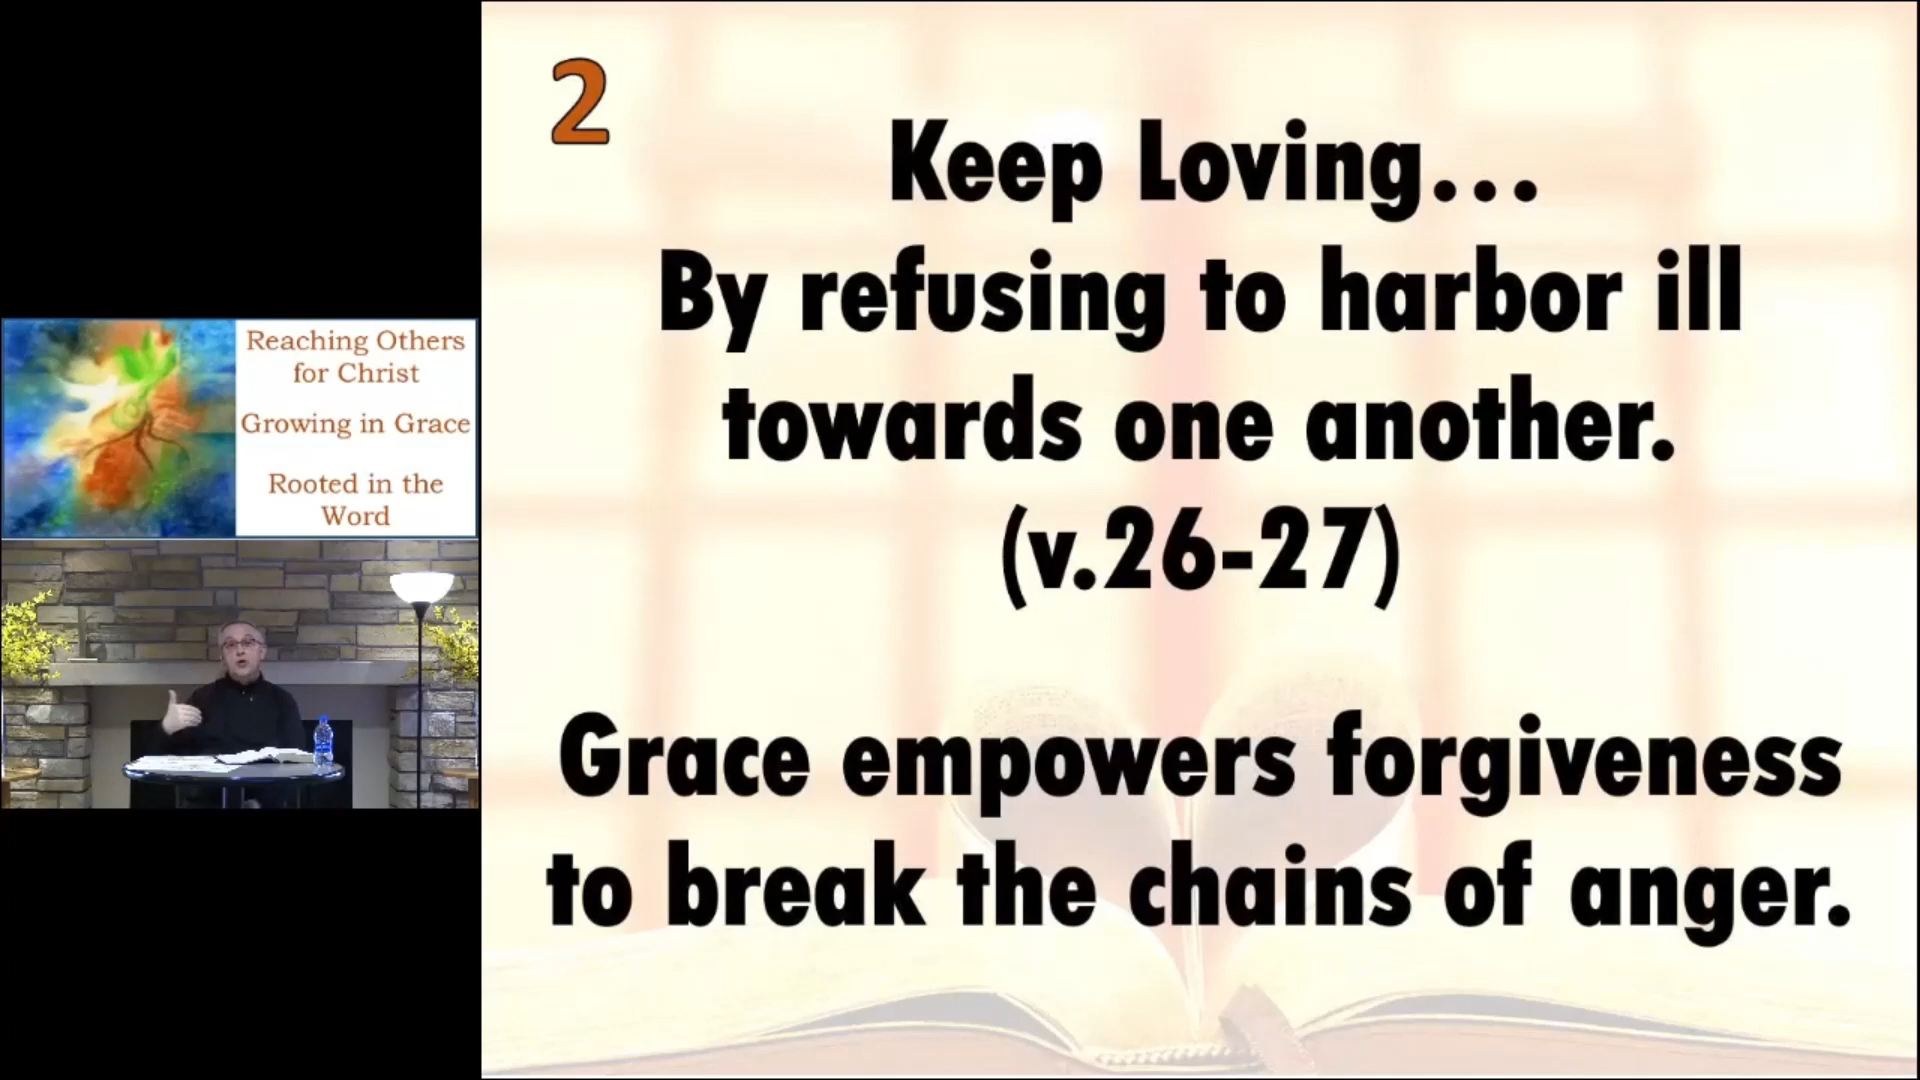 Reaching Others
for Christ
Growing in Grace
Rooted in the
Word
2
Keep Loving...
By refusing to harbor ill
towards one another.
(v.26-27)
Grace empowers forgiveness
to break the chains of anger.